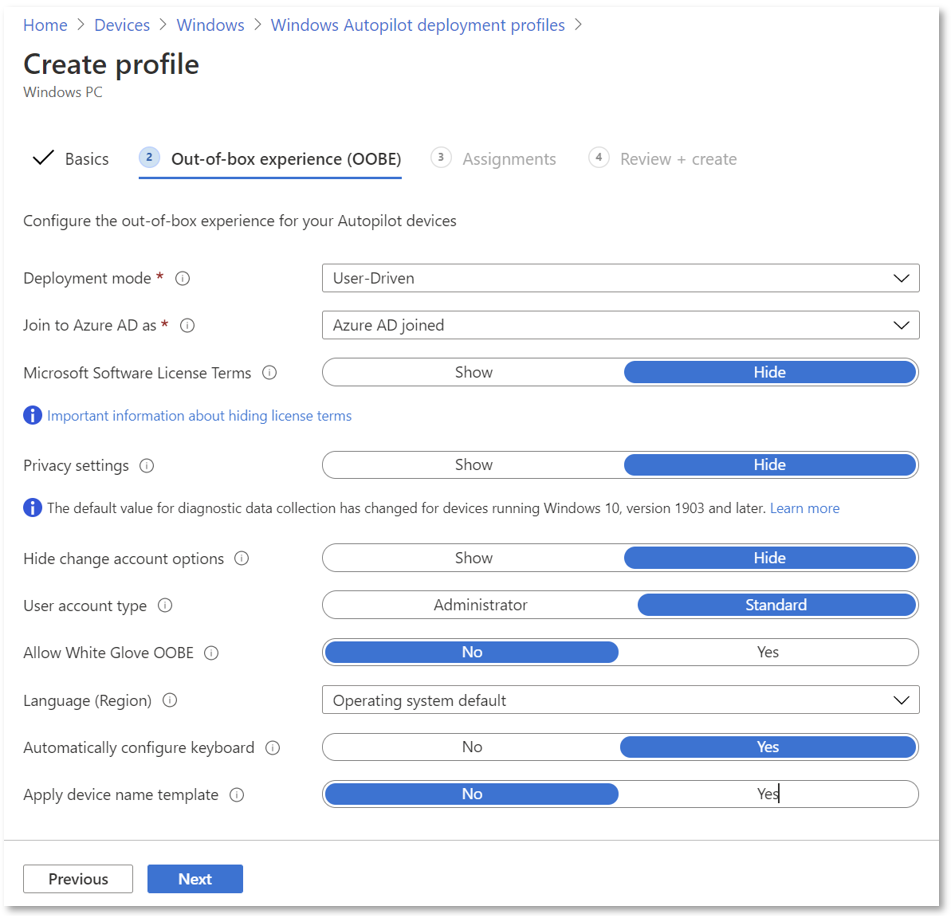 Home > Devices > Windows > Windows Autopilot deployment profiles >
Create profile
Windows PC
Basics 2 Out-of-box experience (OOBE) 3 Assignments 4 Review + create
Configure the out-of-box experience for your Autopilot devices
Deployment mode * User-Driven
Join to Azure AD as * Azure AD joined
Microsoft Software License Terms Show Hide
Important information about hiding license terms
Privacy settings Show Hide
The default value for diagnostic data collection has changed for devices running Windows 10, version 1903 and later. Learn more
Hide change account options Show Hide
User account type Administrator Standard
Allow White Glove OOBE No Yes
Language (Region) Operating system default
Automatically configure keyboard No Yes
Apply device name template No Yes
Previous Next